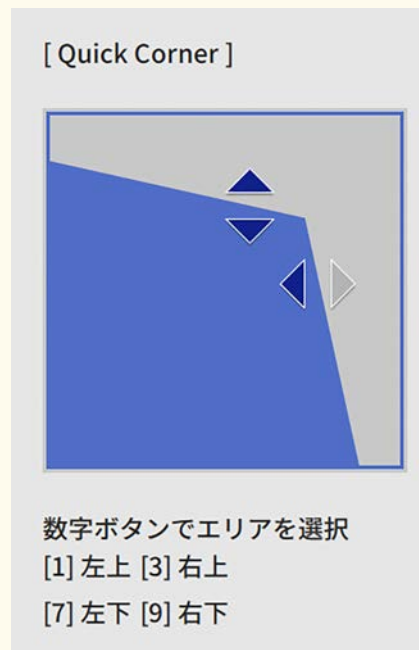 [ Quick Corner ]
数字ボタンでエリアを選択
[1] 左上 [3] 右上
[7] 左下 [9] 右下